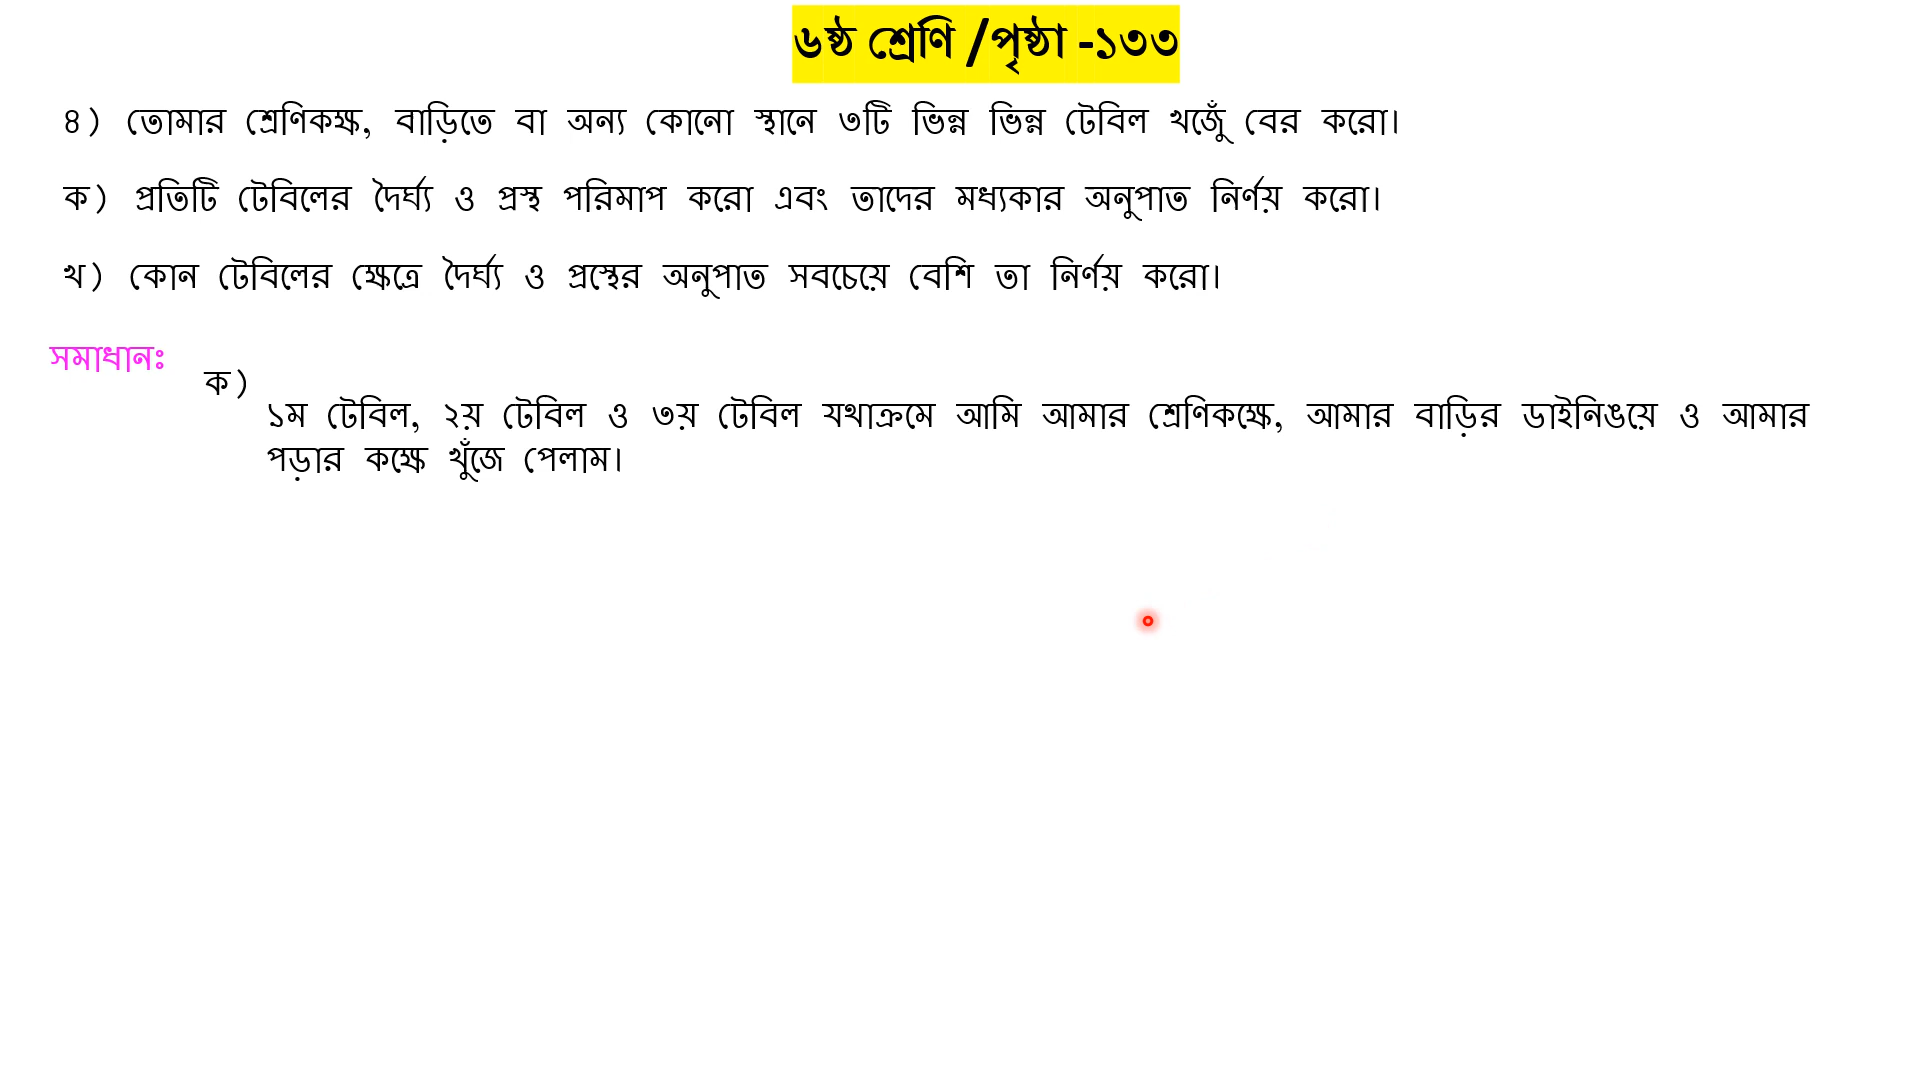 ৬ষ্ঠ শ্রেণি /পৃষ্ঠা -১৩৩
৪) তোমার শ্রেণিকক্ষ, বাড়িতে বা অন্য কোনো স্থানে ৩টি ভিন্ন ভিন্ন টেবিল খজেুঁ বের করো।
ক) প্রতিটি টেবিলের দৈর্ঘ্য ও প্রস্থ পরিমাপ করো এবং তাদের মধ্যকার অনুপাত নির্ণয় করো।
খ) কোন টেবিলের ক্ষেত্রে দৈর্ঘ্য ও প্রস্থের অনুপাত সবচেয়ে বেশি তা নির্ণয় করো।
সমাধানঃ
ক)
১ম টেবিল, ২য় টেবিল ও ৩য় টেবিল যথাক্রমে আমি আমার শ্রেণিকক্ষে, আমার বাড়ির ডাইনিঙয়ে ও আমার
পড়ার কক্ষে খুঁজে পেলাম।